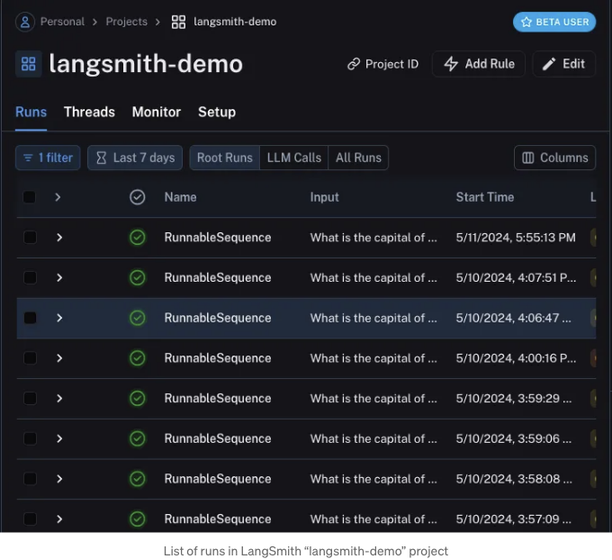 Personal > Projects > langsmith-demo BETA USER
langsmith-demo Project ID Add Rule Edit
Runs Threads Monitor Setup
1 filter Last 7 days Root Runs LLM Calls All Runs Columns
Name Input Start Time L
RunnableSequence What is the capital of ... 5/11/2024, 5:55:13 PM
RunnableSequence What is the capital of ... 5/10/2024, 4:07:51 P...
RunnableSequence What is the capital of ... 5/10/2024, 4:06:47 ...
RunnableSequence What is the capital of ... 5/10/2024, 4:00:16 P...
RunnableSequence What is the capital of ... 5/10/2024, 3:59:29 ...
RunnableSequence What is the capital of ... 5/10/2024, 3:59:06 ...
RunnableSequence What is the capital of ... 5/10/2024, 3:58:08 ...
RunnableSequence What is the capital of ... 5/10/2024, 3:57:09 ...
List of runs in LangSmith “langsmith-demo” project